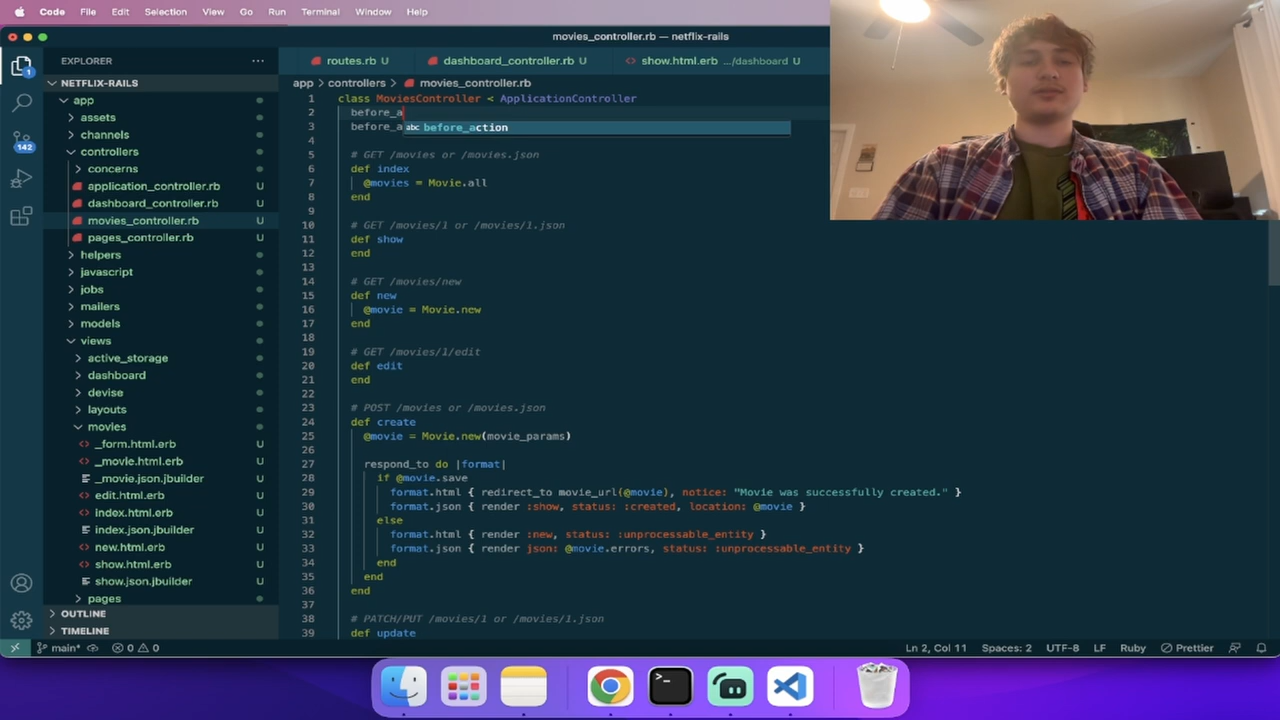 Code File Edit Selection View Go Run Terminal Window Help
movies_controller.rb — netflix-rails
EXPLORER
routes.rb U dashboard_controller.rb U show.html.erb .../dashboard U
NETFLIX-RAILS
app > controllers > movies_controller.rb
app
assets
channels
controllers
concerns
application_controller.rb U
dashboard_controller.rb U
movies_controller.rb U
pages_controller.rb U
helpers
javascript
jobs
mailers
models
views
active_storage
dashboard
devise
layouts
movies
_form.html.erb U
_movie.html.erb U
_movie.json.jbuilder U
edit.html.erb U
index.html.erb U
index.json.jbuilder U
new.html.erb U
show.html.erb U
show.json.jbuilder U
pages
OUTLINE
TIMELINE
1
142
1 class MoviesController < ApplicationController
2 before_a
3 before_a abc before_action
4
5 # GET /movies or /movies.json
6 def index
7 @movies = Movie.all
8 end
9
10 # GET /movies/1 or /movies/1.json
11 def show
12 end
13
14 # GET /movies/new
15 def new
16 @movie = Movie.new
17 end
18
19 # GET /movies/1/edit
20 def edit
21 end
22
23 # POST /movies or /movies.json
24 def create
25 @movie = Movie.new(movie_params)
26
27 respond_to do |format|
28 if @movie.save
29 format.html { redirect_to movie_url(@movie), notice: "Movie was successfully created." }
30 format.json { render :show, status: :created, location: @movie }
31 else
32 format.html { render :new, status: :unprocessable_entity }
33 format.json { render json: @movie.errors, status: :unprocessable_entity }
34 end
35 end
36 end
37
38 # PATCH/PUT /movies/1 or /movies/1.json
39 def update
main* 0 0 Ln 2, Col 11 Spaces: 2 UTF-8 LF Ruby Prettier